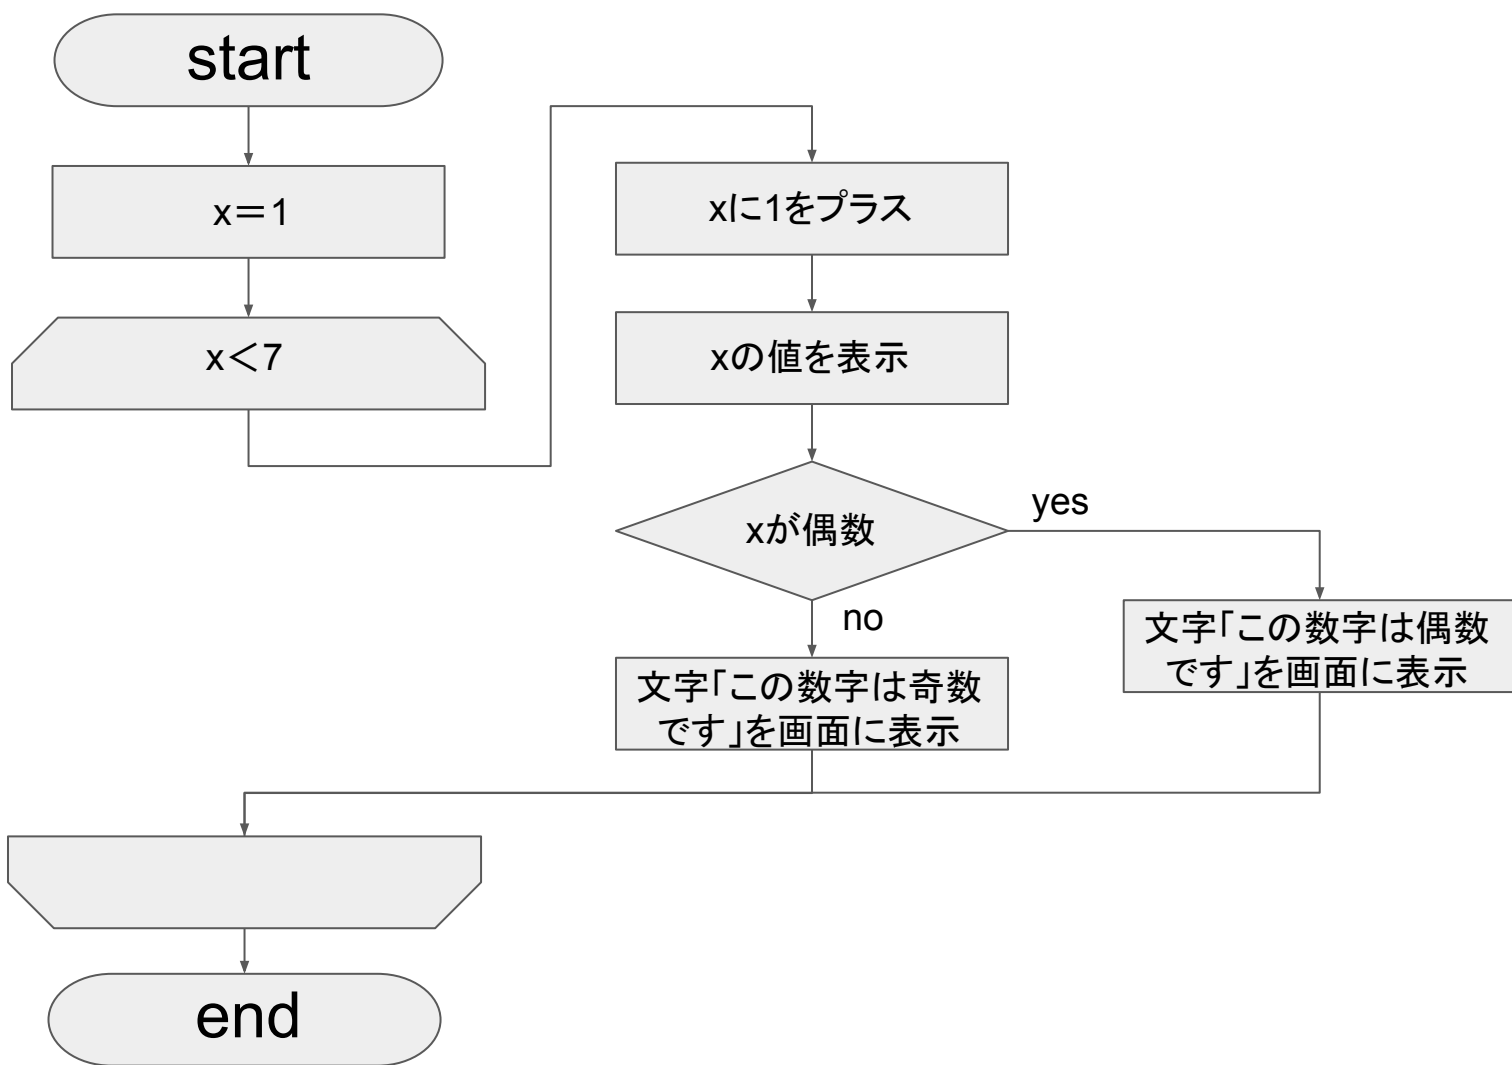 start
x＝1
x＜7
xに1をプラス
xの値を表示
xが偶数
yes
no
文字「この数字は偶数
です」を画面に表示
文字「この数字は奇数
です」を画面に表示
end